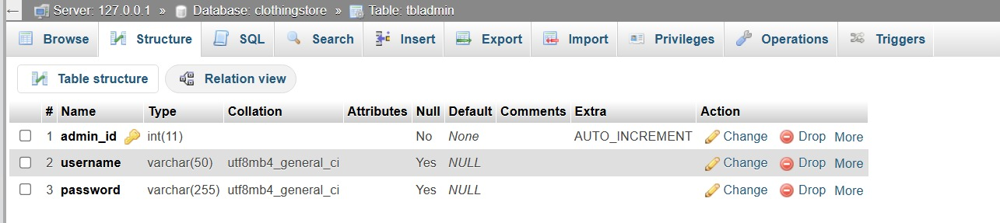 ← Server: 127.0.0.1 » Database: clothingstore » Table: tbladmin
Browse Structure SQL Search Insert Export Import Privileges Operations Triggers
Table structure Relation view
# Name Type Collation Attributes Null Default Comments Extra Action
1 admin_id int(11) No None AUTO_INCREMENT Change Drop More
2 username varchar(50) utf8mb4_general_ci Yes NULL Change Drop More
3 password varchar(255) utf8mb4_general_ci Yes NULL Change Drop More